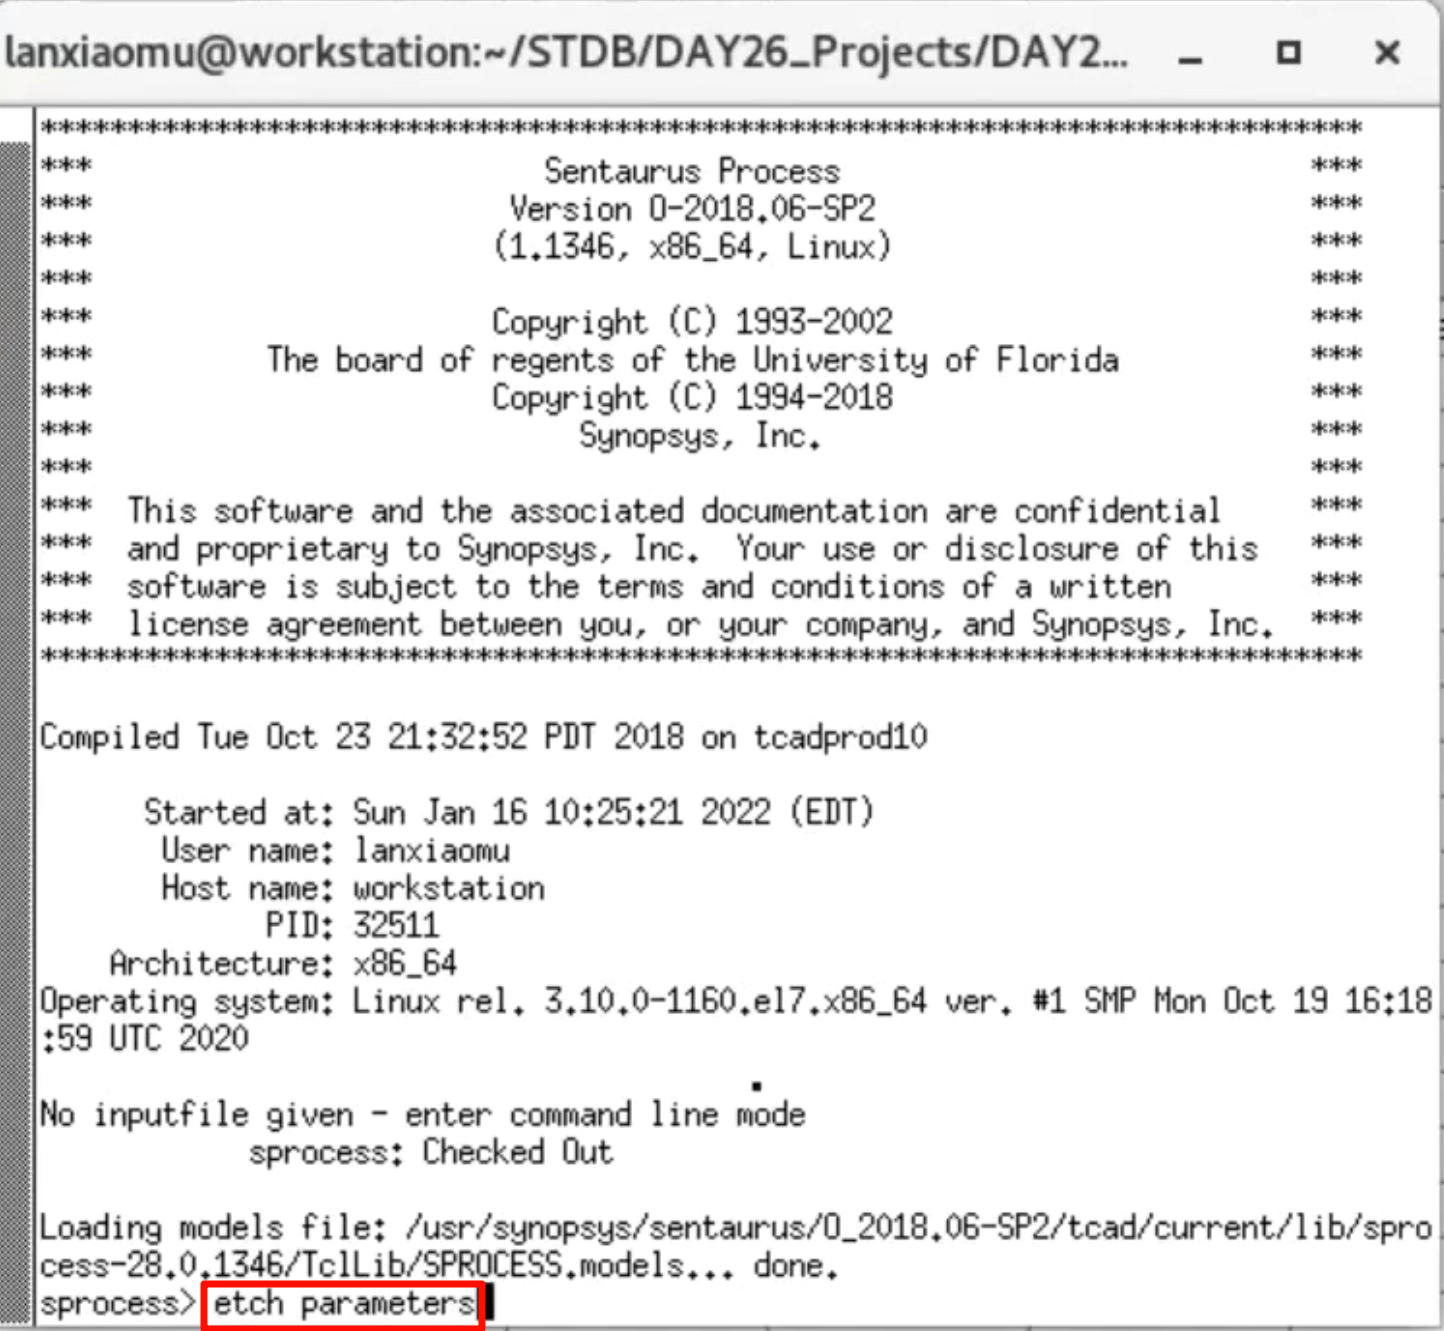 lanxiaomu@workstation:~/STDB/DAY26_Projects/DAY2...
****************************************************************************
*** Sentaurus Process ***
*** Version O-2018.06-SP2 ***
*** (1.1346, x86_64, Linux) ***
*** ***
*** Copyright (C) 1993-2002 ***
*** The board of regents of the University of Florida ***
*** Copyright (C) 1994-2018 ***
*** Synopsys, Inc. ***
*** ***
*** This software and the associated documentation are confidential ***
*** and proprietary to Synopsys, Inc. Your use or disclosure of this ***
*** software is subject to the terms and conditions of a written ***
*** license agreement between you, or your company, and Synopsys, Inc. ***
****************************************************************************
Compiled Tue Oct 23 21:32:52 PDT 2018 on tcadprod10
Started at: Sun Jan 16 10:25:21 2022 (EDT)
User name: lanxiaomu
Host name: workstation
PID: 32511
Architecture: x86_64
Operating system: Linux rel. 3.10.0-1160.el7.x86_64 ver. #1 SMP Mon Oct 19 16:18
:59 UTC 2020
No inputfile given - enter command line mode
sprocess: Checked Out
Loading models file: /usr/synopsys/sentaurus/O_2018.06-SP2/tcad/current/lib/spro
cess-28.0.1346/TclLib/SPROCESS.models... done.
sprocess> etch parameters